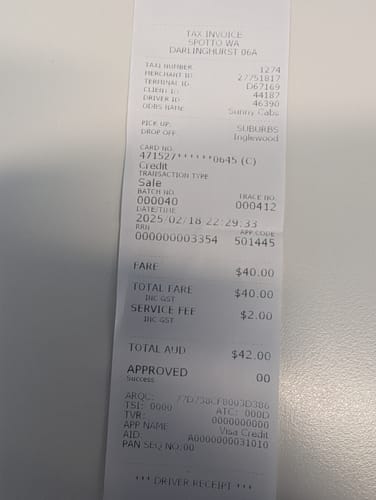 TAX INVOICE
SPOTTO WA
DARLINGHURST 06A
TAXI NUMBER 1274
MERCHANT ID 27751817
TERMINAL ID D67169
CLIENT ID: 44187
DRIVER ID: 46390
DDBS NAME: Sunny Cabs
PICK UP: SUBURBS
DROP OFF Inglewood
CARD NO.
471527******0645 (C)
Credit
TRANSACTION TYPE
Sale
BATCH NO. TRACE NO.
000040 000412
DATE/TIME
2025/02/18 22:29:33
RRN APP.CODE
000000003354 501445
FARE $40.00
TOTAL FARE $40.00
INC GST
SERVICE FEE $2.00
INC GST
TOTAL AUD $42.00
APPROVED 00
Success
ARQC: 77D738CFB003D386
TSI: 0000 ATC: 000D
TVR: 0000000000
APP NAME Visa Credit
AID: A0000000031010
PAN SEQ NO:00
*** DRIVER RECEIPT ***